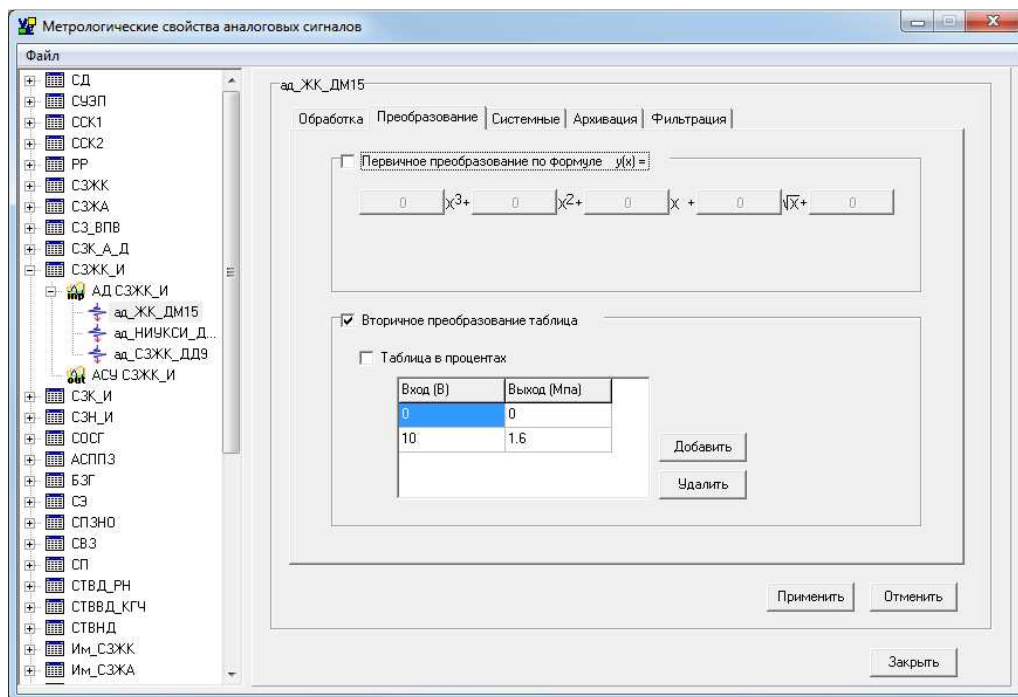 Метрологические свойства аналоговых сигналов
Файл
СД
СУЗП
ССК1
ССК2
РР
СЗЖК
СЗЖА
СЗ_ВПВ
СЗК_А_Д
СЗЖК_И
АД СЗЖК_И
ад_ЖК_ДМ15
ад_НИУКСИ_Д...
ад_СЗЖК_ДД9
АСУ СЗЖК_И
СЗК_И
СЗН_И
СОСГ
АСППЗ
БЗГ
СЭ
СПЗНО
СВЗ
СП
СТВД_РН
СТВВД_КГЧ
СТВНД
Им_СЗЖК
Им_СЗЖА
ад_ЖК_ДМ15
Обработка Преобразование Системные Архивация Фильтрация
Первичное преобразование по формуле y(x) =
0 X3+ 0 X2+ 0 X + 0 √X+ 0
Вторичное преобразование таблица
Таблица в процентах
Вход (В) Выход (Мпа)
0 0
10 1.6
Добавить
Удалить
Применить Отменить
Закрыть